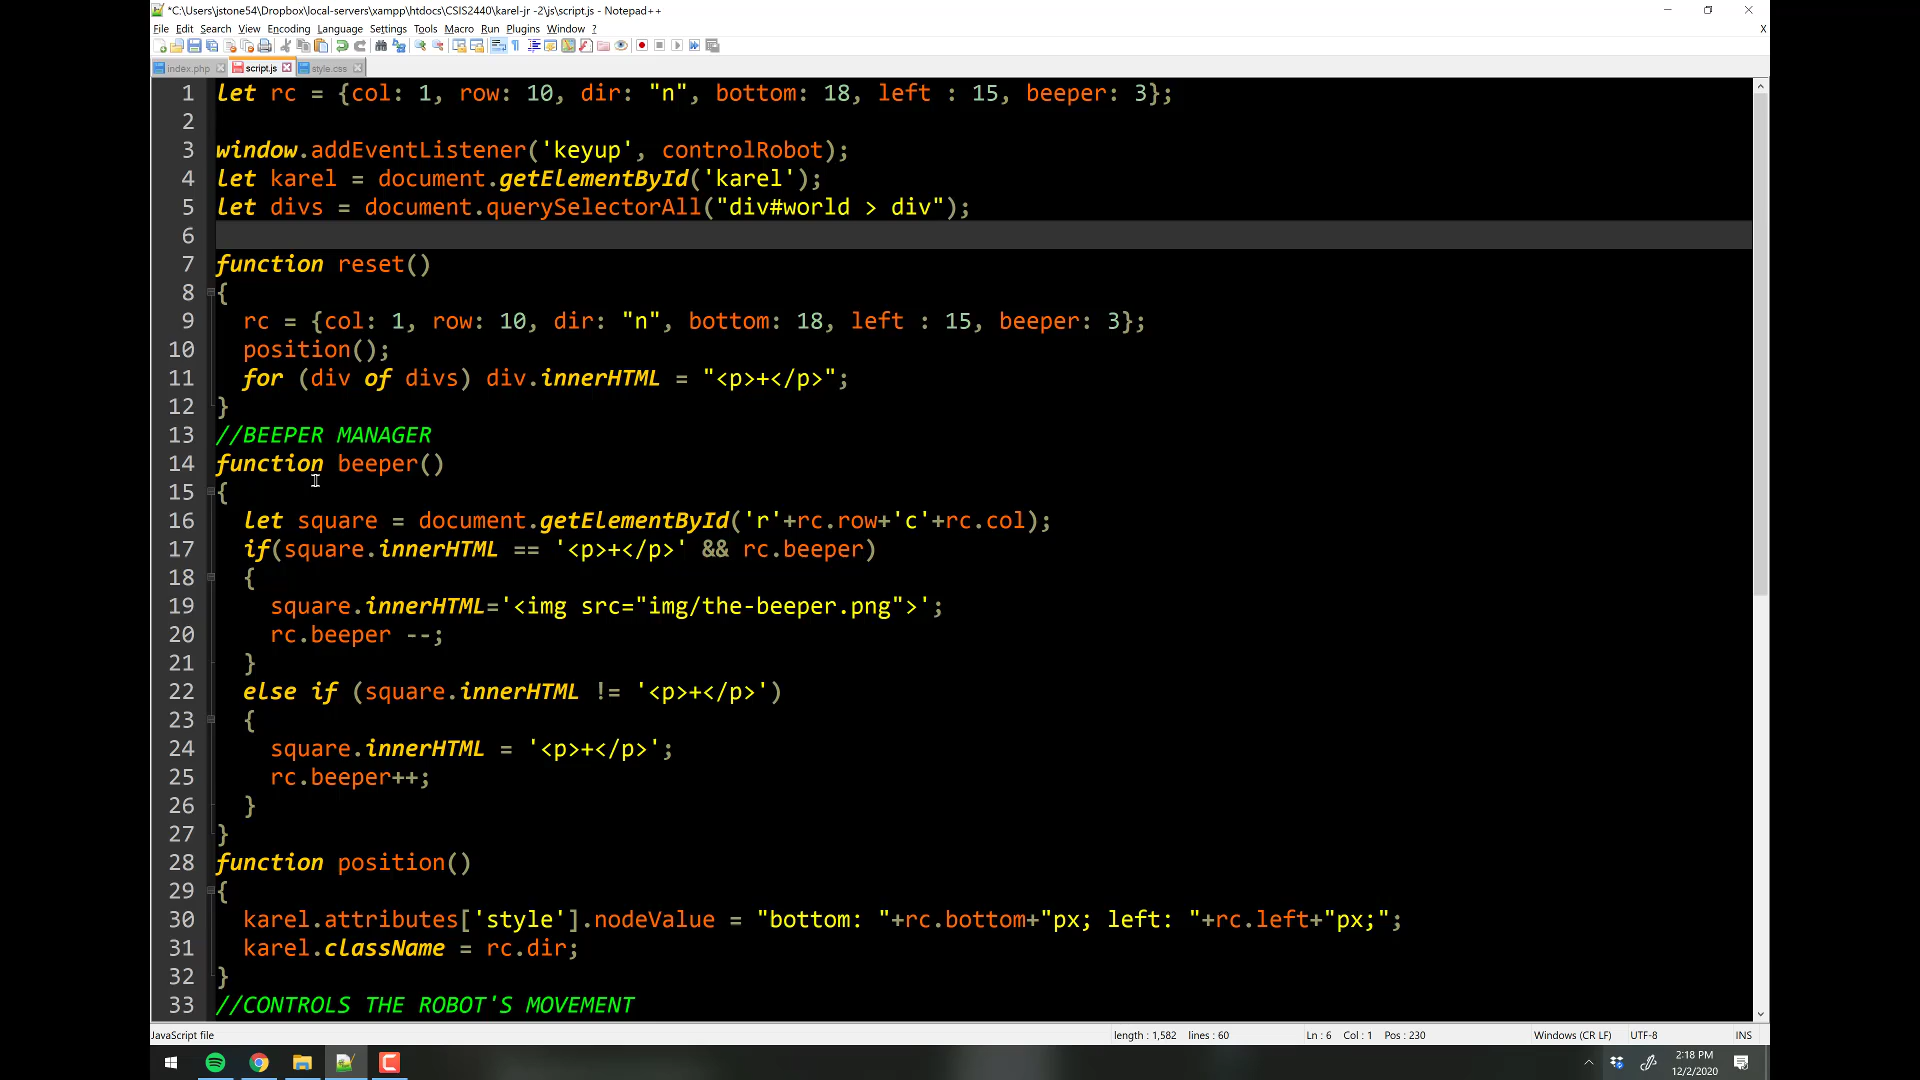 *C:\Users\jstone54\Dropbox\local-servers\xampp\htdocs\CSIS2440\karel-jr -2\js\script.js - Notepad++
File Edit Search View Encoding Language Settings Tools Macro Run Plugins Window ? X
index.php script.js style.css
1 let rc = {col: 1, row: 10, dir: "n", bottom: 18, left : 15, beeper: 3};
2
3 window.addEventListener('keyup', controlRobot);
4 let karel = document.getElementById('karel');
5 let divs = document.querySelectorAll("div#world > div");
6
7 function reset()
8 {
9 rc = {col: 1, row: 10, dir: "n", bottom: 18, left : 15, beeper: 3};
10 position();
11 for (div of divs) div.innerHTML = "<p>+</p>";
12 }
13 //BEEPER MANAGER
14 function beeper()
15 {
16 let square = document.getElementById('r'+rc.row+'c'+rc.col);
17 if(square.innerHTML == '<p>+</p>' && rc.beeper)
18 {
19 square.innerHTML='<img src="img/the-beeper.png">';
20 rc.beeper --;
21 }
22 else if (square.innerHTML != '<p>+</p>')
23 {
24 square.innerHTML = '<p>+</p>';
25 rc.beeper++;
26 }
27 }
28 function position()
29 {
30 karel.attributes['style'].nodeValue = "bottom: "+rc.bottom+"px; left: "+rc.left+"px;";
31 karel.className = rc.dir;
32 }
33 //CONTROLS THE ROBOT'S MOVEMENT
JavaScript file length : 1,582 lines : 60 Ln : 6 Col : 1 Pos : 230 Windows (CR LF) UTF-8 INS
2:18 PM
12/2/2020